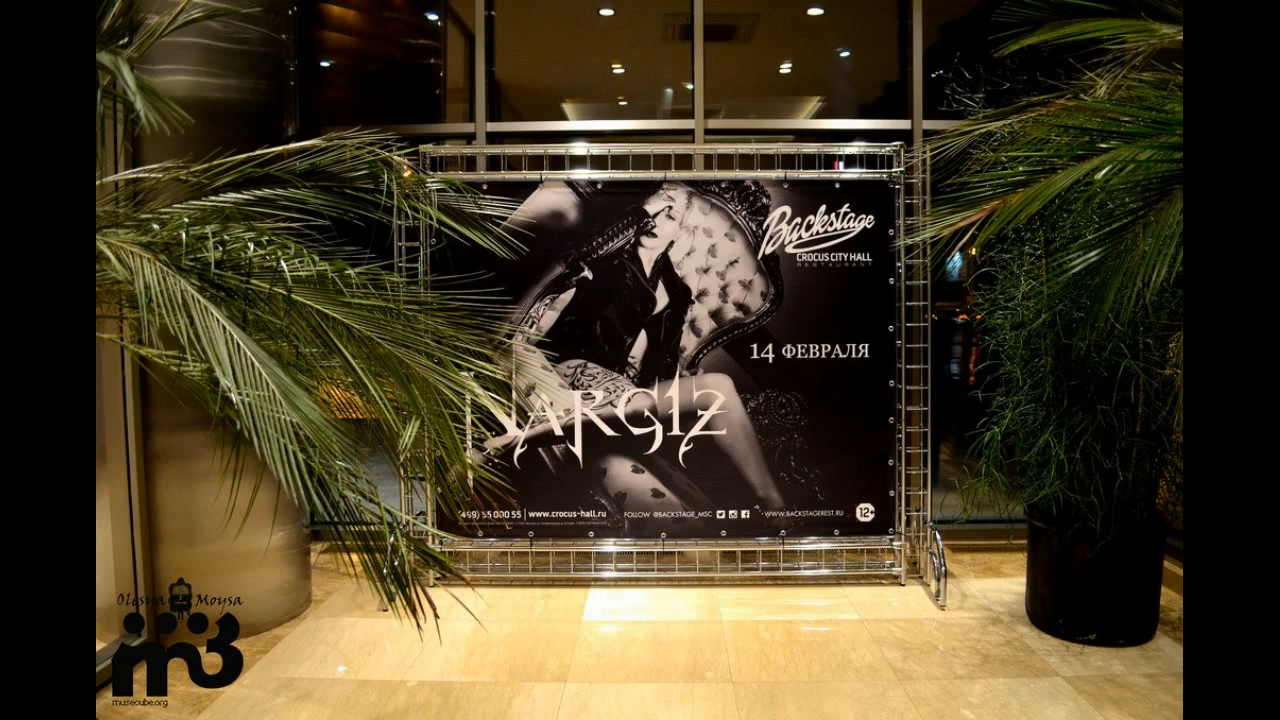 Backstage
CROCUS CITY HALL
RESTAURANT
14 ФЕВРАЛЯ
NARGIZ
499) 55 000 55 | www.crocus-hall.ru
FOLLOW @BACKSTAGE_MSC
WWW.BACKSTAGEREST.RU
12+
Olesya Moysa
m3
musecube.org